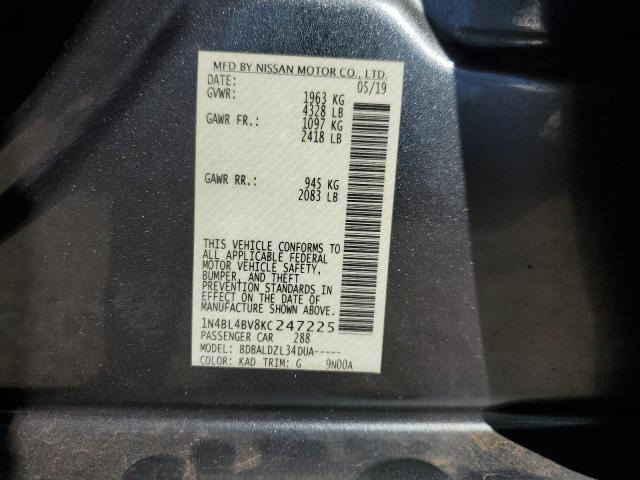 MFD BY NISSAN MOTOR CO., LTD.
DATE: 05/19
GVWR: 1963 KG
4328 LB
GAWR FR.: 1097 KG
2418 LB
GAWR RR.: 945 KG
2083 LB
THIS VEHICLE CONFORMS TO
ALL APPLICABLE FEDERAL
MOTOR VEHICLE SAFETY,
BUMPER, AND THEFT
PREVENTION STANDARDS IN
EFFECT ON THE DATE OF
MANUFACTURE SHOWN ABOVE.
1N4BL4BV8KC247225
PASSENGER CAR 288
MODEL: BDBALDZL34DUA-----
COLOR: KAD TRIM: G 9N00A